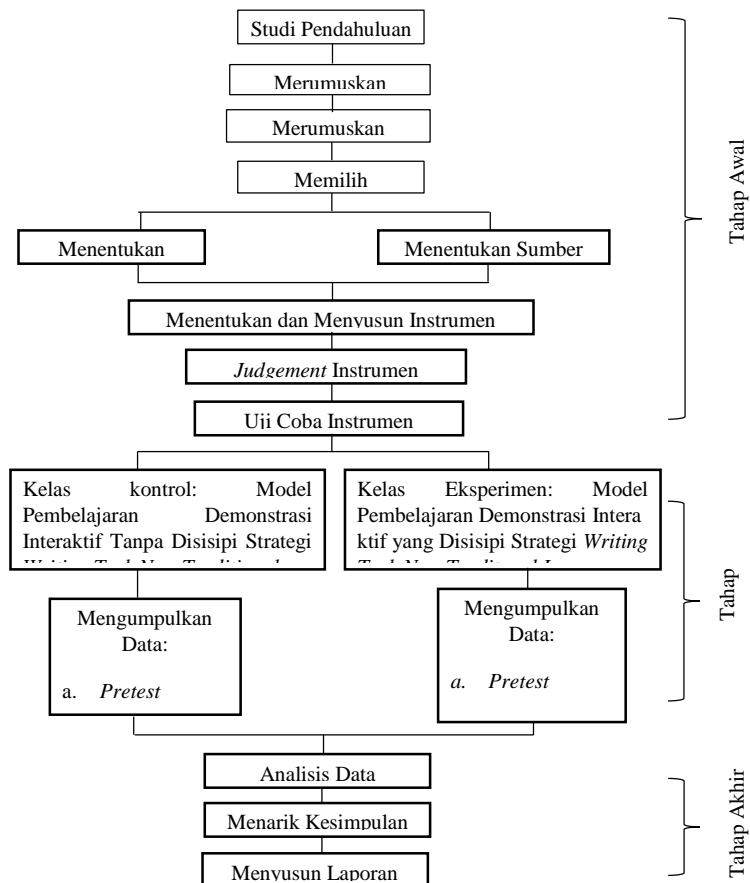 Studi Pendahuluan
Merumuskan
Merumuskan
Memilih
Menentukan
Menentukan Sumber
Menentukan dan Menyusun Instrumen
Judgement Instrumen
Uji Coba Instrumen
Tahap Awal
Kelas kontrol: Model
Pembelajaran Demonstrasi
Interaktif Tanpa Disisipi Strategi
Kelas Eksperimen: Model
Pembelajaran Demonstrasi Intera
ktif yang Disisipi Strategi Writing
Mengumpulkan
Data:
a. Pretest
Mengumpulkan
Data:
a. Pretest
Tahap
Analisis Data
Menarik Kesimpulan
Menyusun Laporan
Tahap Akhir